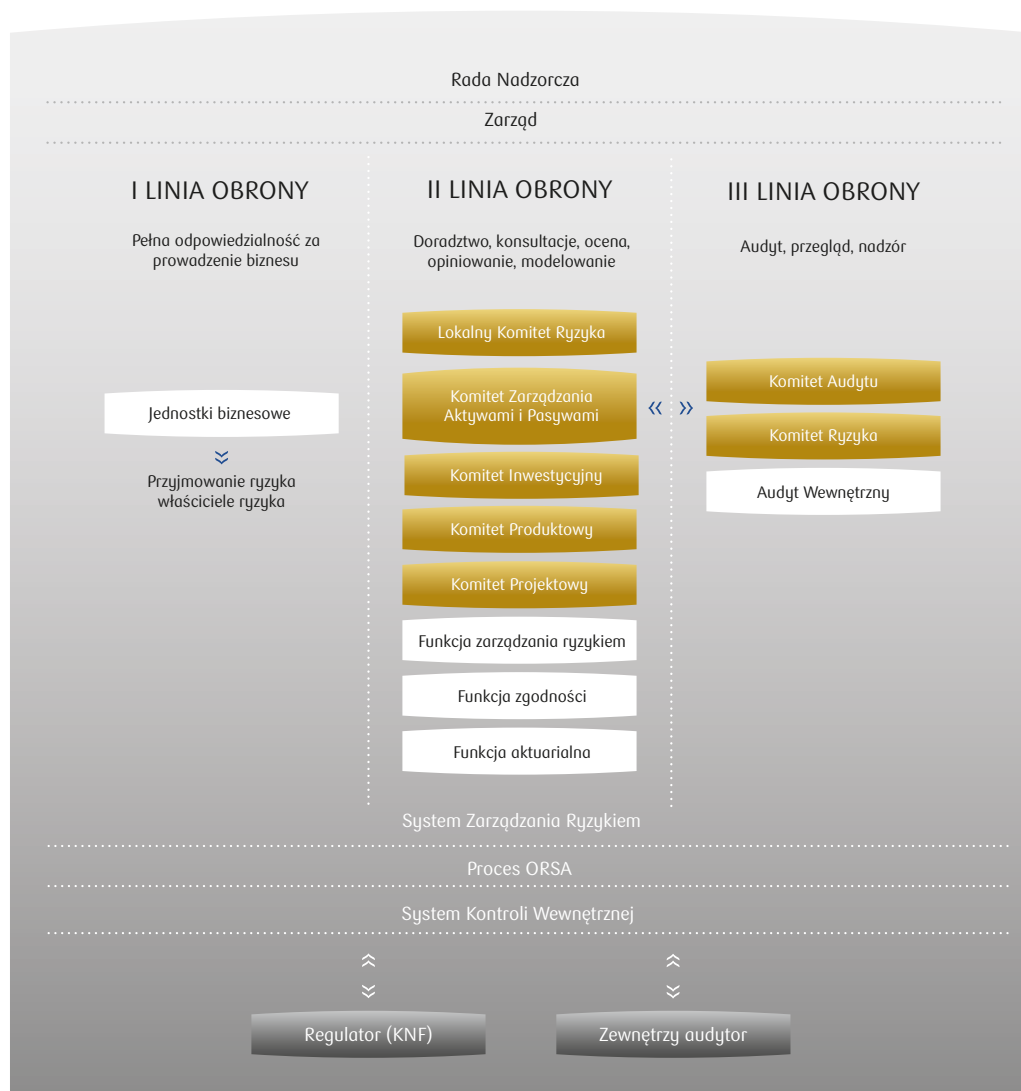 Rada Nadzorcza
Zarząd
I LINIA OBRONY
Pełna odpowiedzialność za
prowadzenie biznesu
Jednostki biznesowe
Przyjmowanie ryzyka
właściciele ryzyka
II LINIA OBRONY
Doradztwo, konsultacje, ocena,
opiniowanie, modelowanie
Lokalny Komitet Ryzyka
Komitet Zarządzania
Aktywami i Pasywami
Komitet Inwestycyjny
Komitet Produktowy
Komitet Projektowy
Funkcja zarządzania ryzykiem
Funkcja zgodności
Funkcja aktuarialna
III LINIA OBRONY
Audyt, przegląd, nadzór
Komitet Audytu
Komitet Ryzyka
Audyt Wewnętrzny
System Zarządzania Ryzykiem
Proces ORSA
System Kontroli Wewnętrznej
Regulator (KNF)
Zewnętrzy audytor